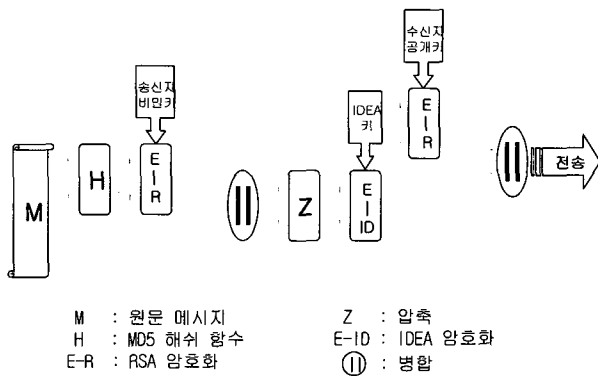 수신자
공개키
송신자
비밀키
IDEA
키
E-R
M
H
E-R
||
Z
E-ID
||
전송
M : 원문 메시지
H : MD5 해쉬 함수
E-R : RSA 암호화
Z : 압축
E-ID : IDEA 암호화
|| : 병합